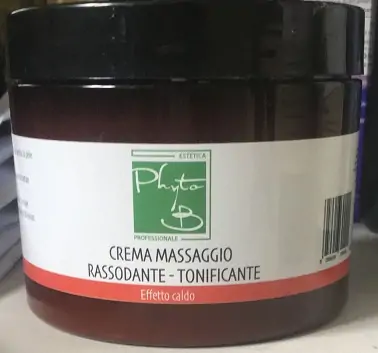 ESTETICA
Phyto
B
PROFESSIONALE
CREMA MASSAGGIO
RASSODANTE - TONIFICANTE
Effetto caldo